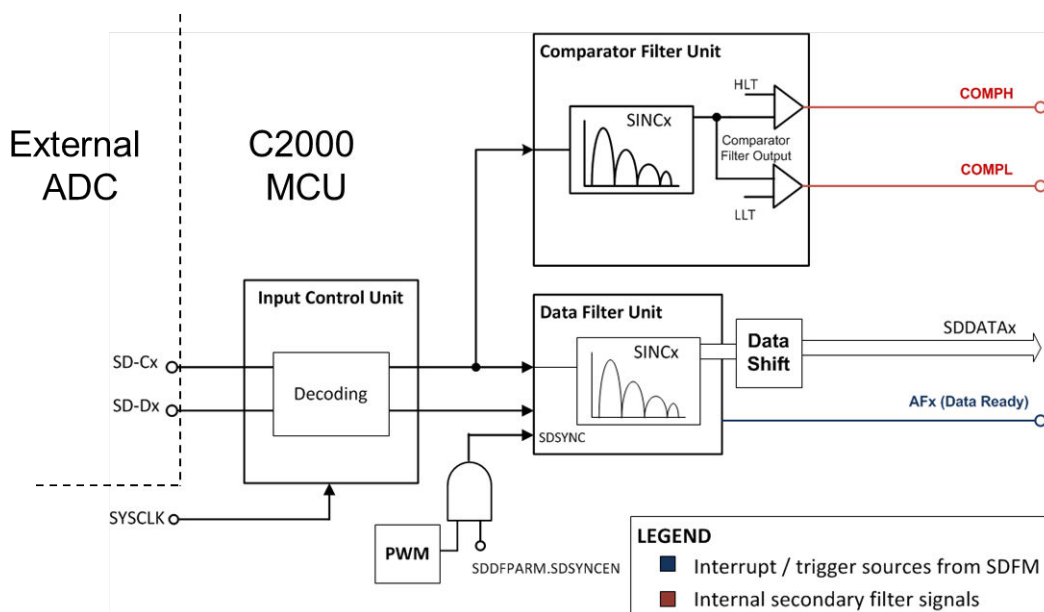 External
ADC
C2000
MCU
Comparator Filter Unit
HLT
SINCx
Comparator
Filter Output
LLT
COMPH
COMPL
Input Control Unit
Decoding
SD-Cx
SD-Dx
SYSCLK
Data Filter Unit
SINCx
SDSYNC
Data
Shift
SDDATAx
AFx (Data Ready)
PWM
SDDFPARM.SDSYNCEN
LEGEND
Interrupt / trigger sources from SDFM
Internal secondary filter signals